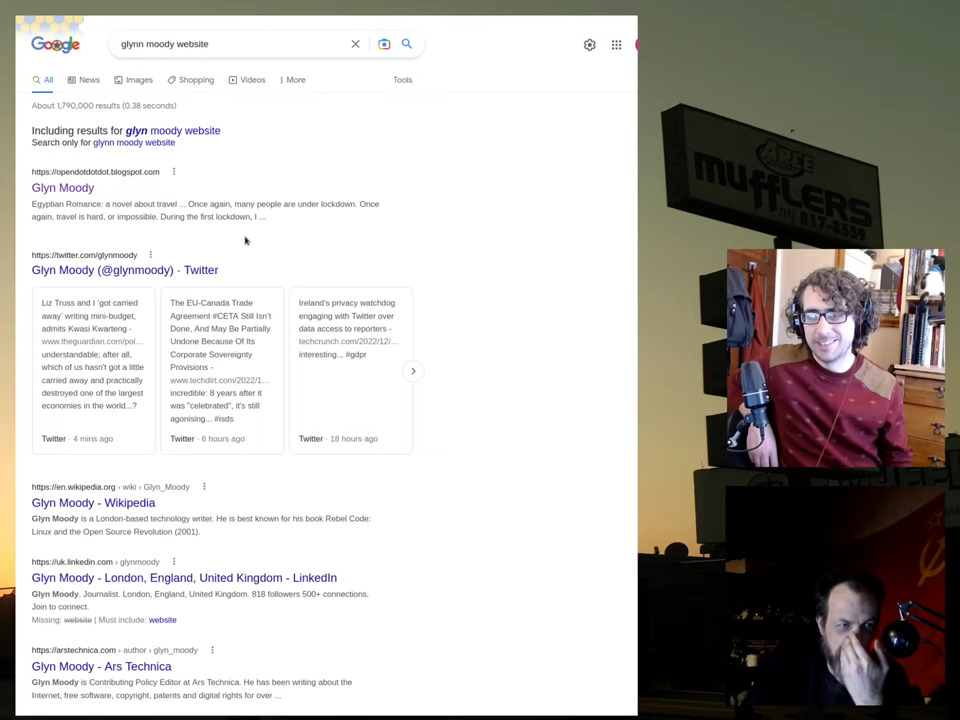 Google
glynn moody website
All
News
Images
Shopping
Videos
More
Tools
About 1,790,000 results (0.38 seconds)
Including results for glyn moody website
Search only for glynn moody website
https://opendotdotdot.blogspot.com
Glyn Moody
Egyptian Romance: a novel about travel ... Once again, many people are under lockdown. Once
again, travel is hard, or impossible. During the first lockdown, I ...
https://twitter.com/glynmoody
Glyn Moody (@glynmoody) · Twitter
Liz Truss and I 'got carried
away' writing mini-budget,
admits Kwasi Kwarteng -
www.theguardian.com/pol...
understandable; after all,
which of us hasn't got a little
carried away and practically
destroyed one of the largest
economies in the world...?
Twitter · 4 mins ago
The EU-Canada Trade
Agreement #CETA Still Isn't
Done, And May Be Partially
Undone Because Of Its
Corporate Sovereignty
Provisions -
www.techdirt.com/2022/1...
incredible: 8 years after it
was "celebrated", it's still
agonising... #isds
Twitter · 6 hours ago
Ireland's privacy watchdog
engaging with Twitter over
data access to reporters -
techcrunch.com/2022/12/...
interesting... #gdpr
Twitter · 18 hours ago
https://en.wikipedia.org › wiki › Glyn_Moody
Glyn Moody - Wikipedia
Glyn Moody is a London-based technology writer. He is best known for his book Rebel Code:
Linux and the Open Source Revolution (2001).
https://uk.linkedin.com › glynmoody
Glyn Moody - London, England, United Kingdom - LinkedIn
Glyn Moody. Journalist. London, England, United Kingdom. 818 followers 500+ connections.
Join to connect.
Missing: website | Must include: website
https://arstechnica.com › author › glyn_moody
Glyn Moody - Ars Technica
Glyn Moody is Contributing Policy Editor at Ars Technica. He has been writing about the
Internet, free software, copyright, patents and digital rights for over ...
ARCE
muffLERS
817-8559